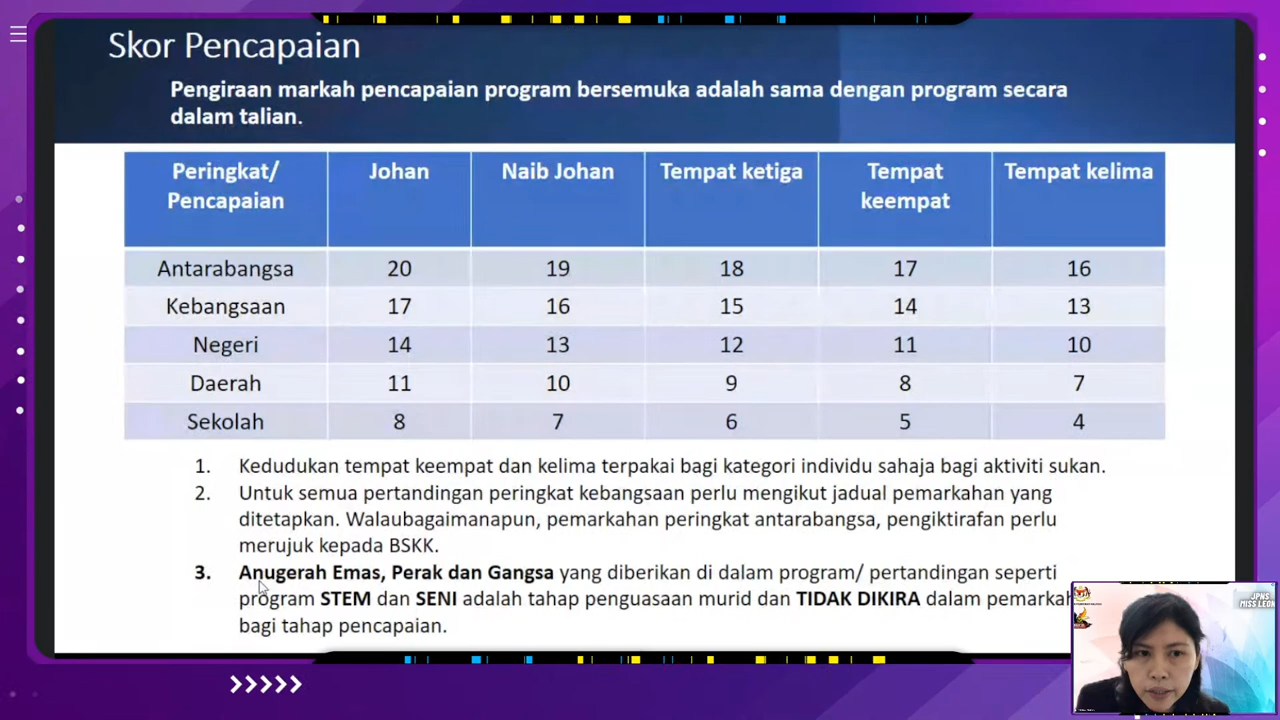 Skor Pencapaian
Pengiraan markah pencapaian program bersemuka adalah sama dengan program secara
dalam talian.
Peringkat/ Pencapaian Johan Naib Johan Tempat ketiga Tempat keempat Tempat kelima
Antarabangsa 20 19 18 17 16
Kebangsaan 17 16 15 14 13
Negeri 14 13 12 11 10
Daerah 11 10 9 8 7
Sekolah 8 7 6 5 4
1. Kedudukan tempat keempat dan kelima terpakai bagi kategori individu sahaja bagi aktiviti sukan.
2. Untuk semua pertandingan peringkat kebangsaan perlu mengikut jadual pemarkahan yang
ditetapkan. Walaubagaimanapun, pemarkahan peringkat antarabangsa, pengiktirafan perlu
merujuk kepada BSKK.
3. Anugerah Emas, Perak dan Gangsa yang diberikan di dalam program/ pertandingan seperti
program STEM dan SENI adalah tahap penguasaan murid dan TIDAK DIKIRA dalam pemarkah
bagi tahap pencapaian.
JPNS
MISS LEON